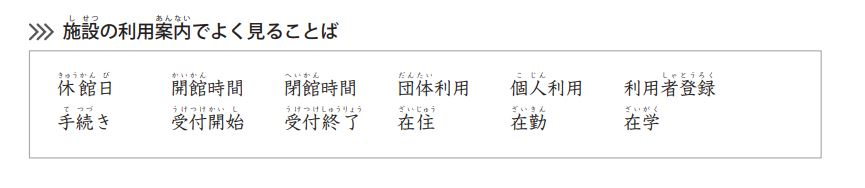 施設の利用案内でよく見ることば
休館日 開館時間 閉館時間 団体利用 個人利用 利用者登録
手続き 受付開始 受付終了 在住 在勤 在学